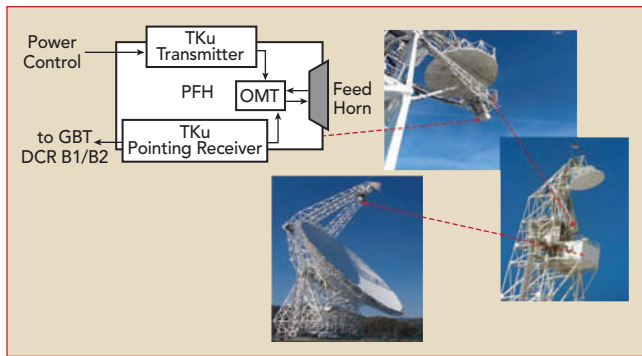 Power
Control
TKu
Transmitter
PFH
OMT
Feed
Horn
to GBT
DCR B1/B2
TKu
Pointing Receiver